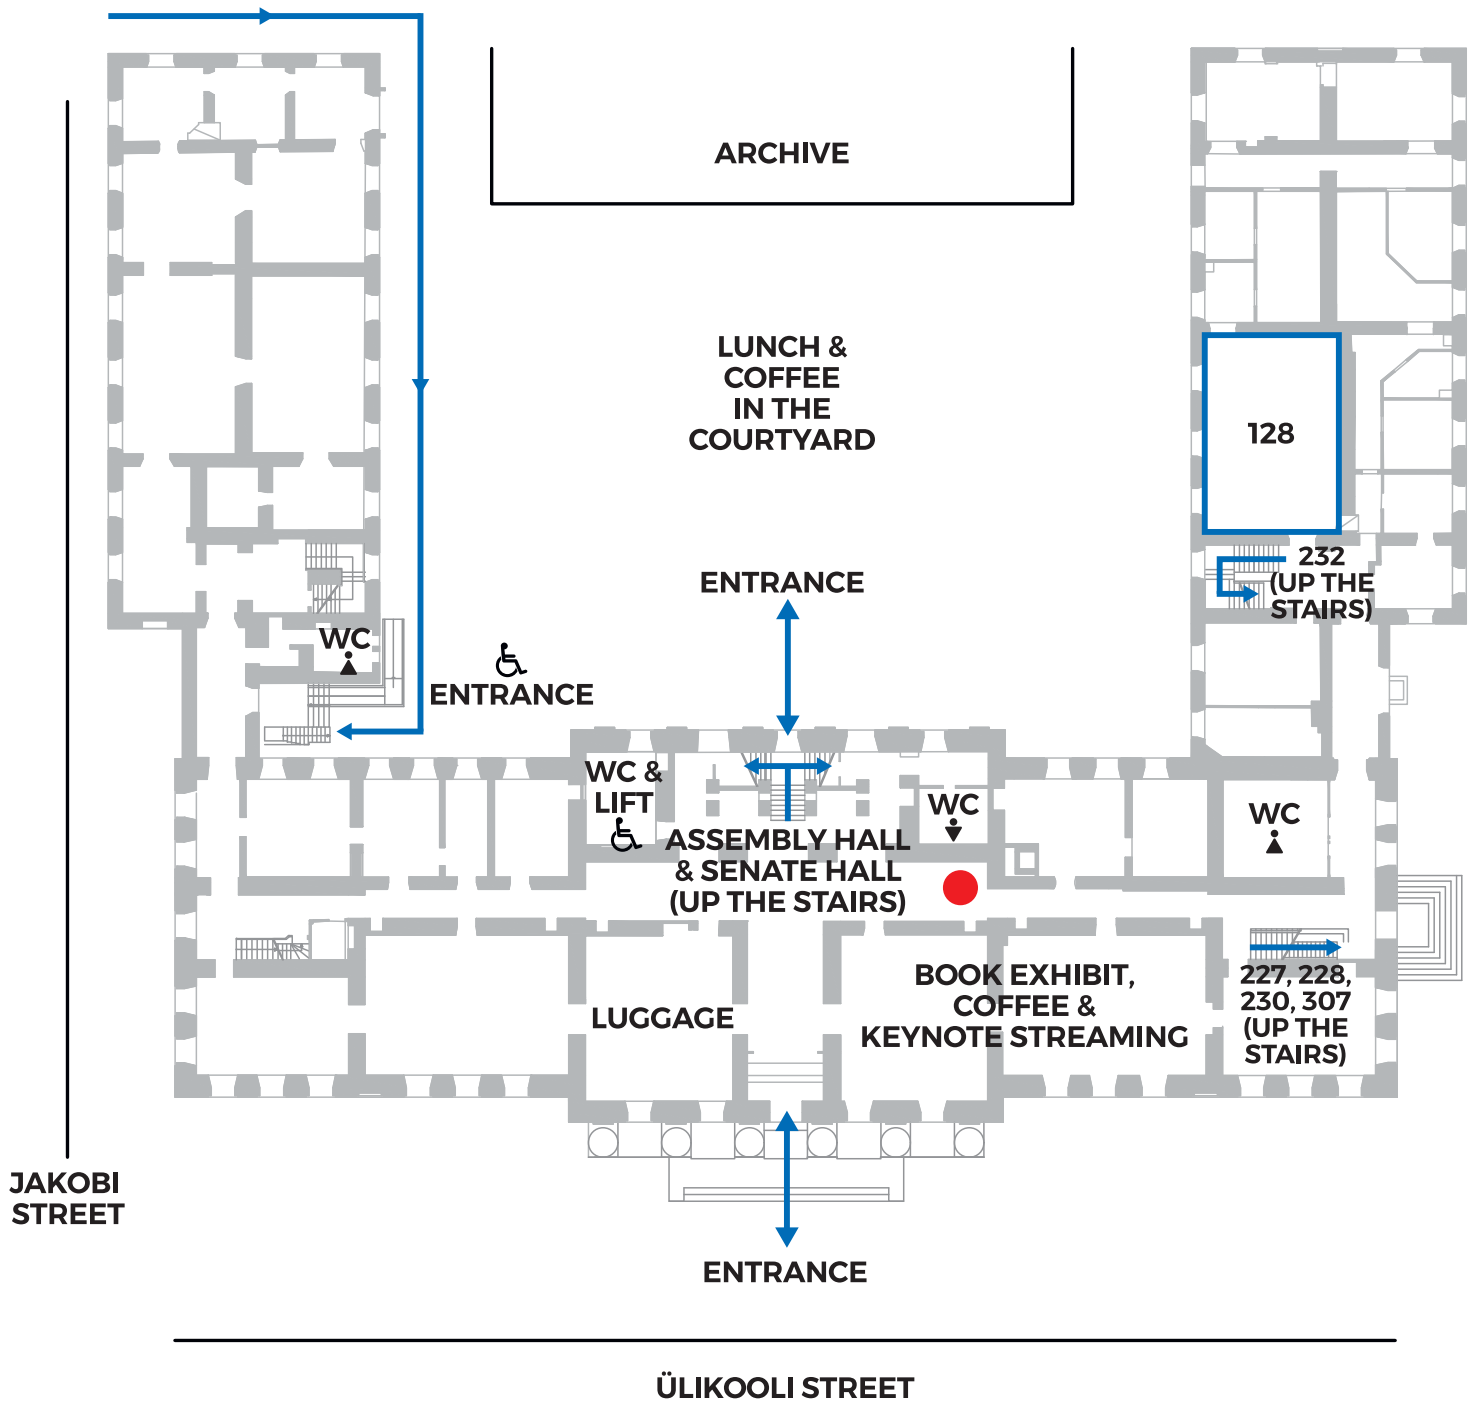 ARCHIVE
LUNCH &
COFFEE
IN THE
COURTYARD
128
232
(UP THE
STAIRS)
ENTRANCE
WC
ENTRANCE
WC &
LIFT
WC
WC
ASSEMBLY HALL
& SENATE HALL
(UP THE STAIRS)
BOOK EXHIBIT,
COFFEE &
KEYNOTE STREAMING
227, 228,
230, 307
(UP THE
STAIRS)
LUGGAGE
JAKOBI
STREET
ENTRANCE
ÜLIKOOLI STREET